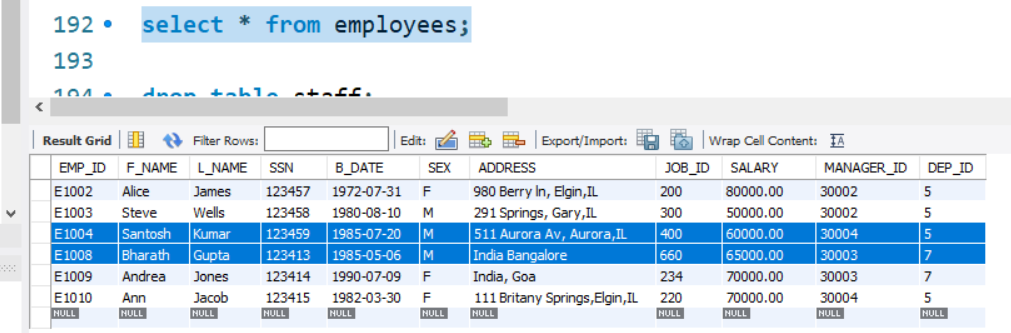 192 select * from employees;
193
194 drop table staff;
Result Grid Filter Rows: Edit: Export/Import: Wrap Cell Content: IA
EMP_ID F_NAME L_NAME SSN B_DATE SEX ADDRESS JOB_ID SALARY MANAGER_ID DEP_ID
E1002 Alice James 123457 1972-07-31 F 980 Berry ln, Elgin,IL 200 80000.00 30002 5
E1003 Steve Wells 123458 1980-08-10 M 291 Springs, Gary,IL 300 50000.00 30002 5
E1004 Santosh Kumar 123459 1985-07-20 M 511 Aurora Av, Aurora,IL 400 60000.00 30004 5
E1008 Bharath Gupta 123413 1985-05-06 M India Bangalore 660 65000.00 30003 7
E1009 Andrea Jones 123414 1990-07-09 F India, Goa 234 70000.00 30003 7
E1010 Ann Jacob 123415 1982-03-30 F 111 Britany Springs,Elgin,IL 220 70000.00 30004 5
NULL NULL NULL NULL NULL NULL NULL NULL NULL NULL NULL